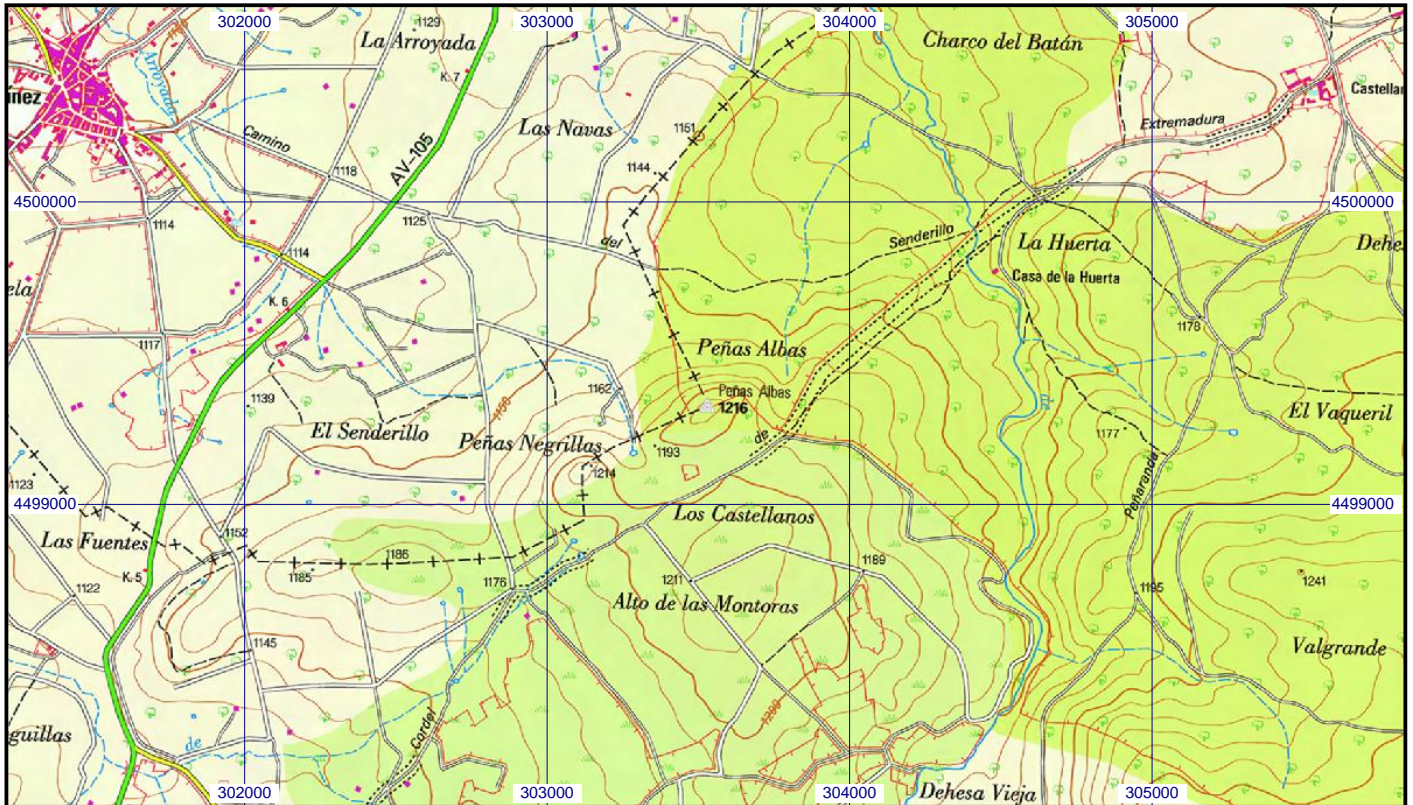 302000
303000
304000
305000
1129
La Arroyada
Charco del Batán
K. 7
Arroyada
Castellar
Extremadura
Las Navas
1151
Camino
AV-105
1144
1118
4500000
4500000
1125
1114
del
Senderillo
La Huerta
Dehe
1114
Casa de la Huerta
ela
K. 6
1178
1117
Peñas Albas
1162
Peñas Albas
1216
1139
1150
El Vaqueril
El Senderillo
Peñas Negrillas
de
1177
1193
1214
Peñaranda
1123
4499000
4499000
Los Castellanos
1152
Las Fuentes
1186
1189
K. 5
1185
1176
1211
1241
1122
1195
Alto de las Montoras
1145
Valgrande
1200
Cordel
guillas
de
302000
303000
304000
305000
Dehesa Vieja